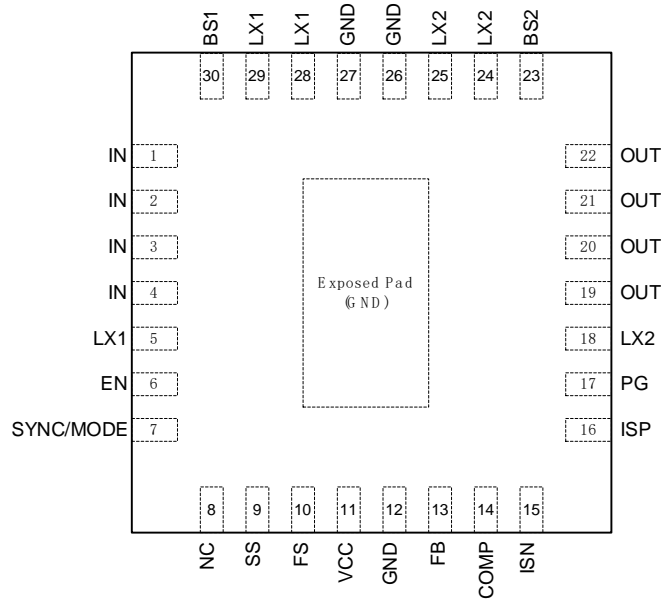 BS1 LX1 LX1 GND GND LX2 LX2 BS2
30 29 28 27 26 25 24 23
IN 1 22 OUT
IN 2 21 OUT
IN 3 20 OUT
IN 4 19 OUT
Exposed Pad
(GND)
LX1 5 18 LX2
EN 6 17 PG
SYNC/MODE 7 16 ISP
8 9 10 11 12 13 14 15
NC SS FS VCC GND FB COMP ISN